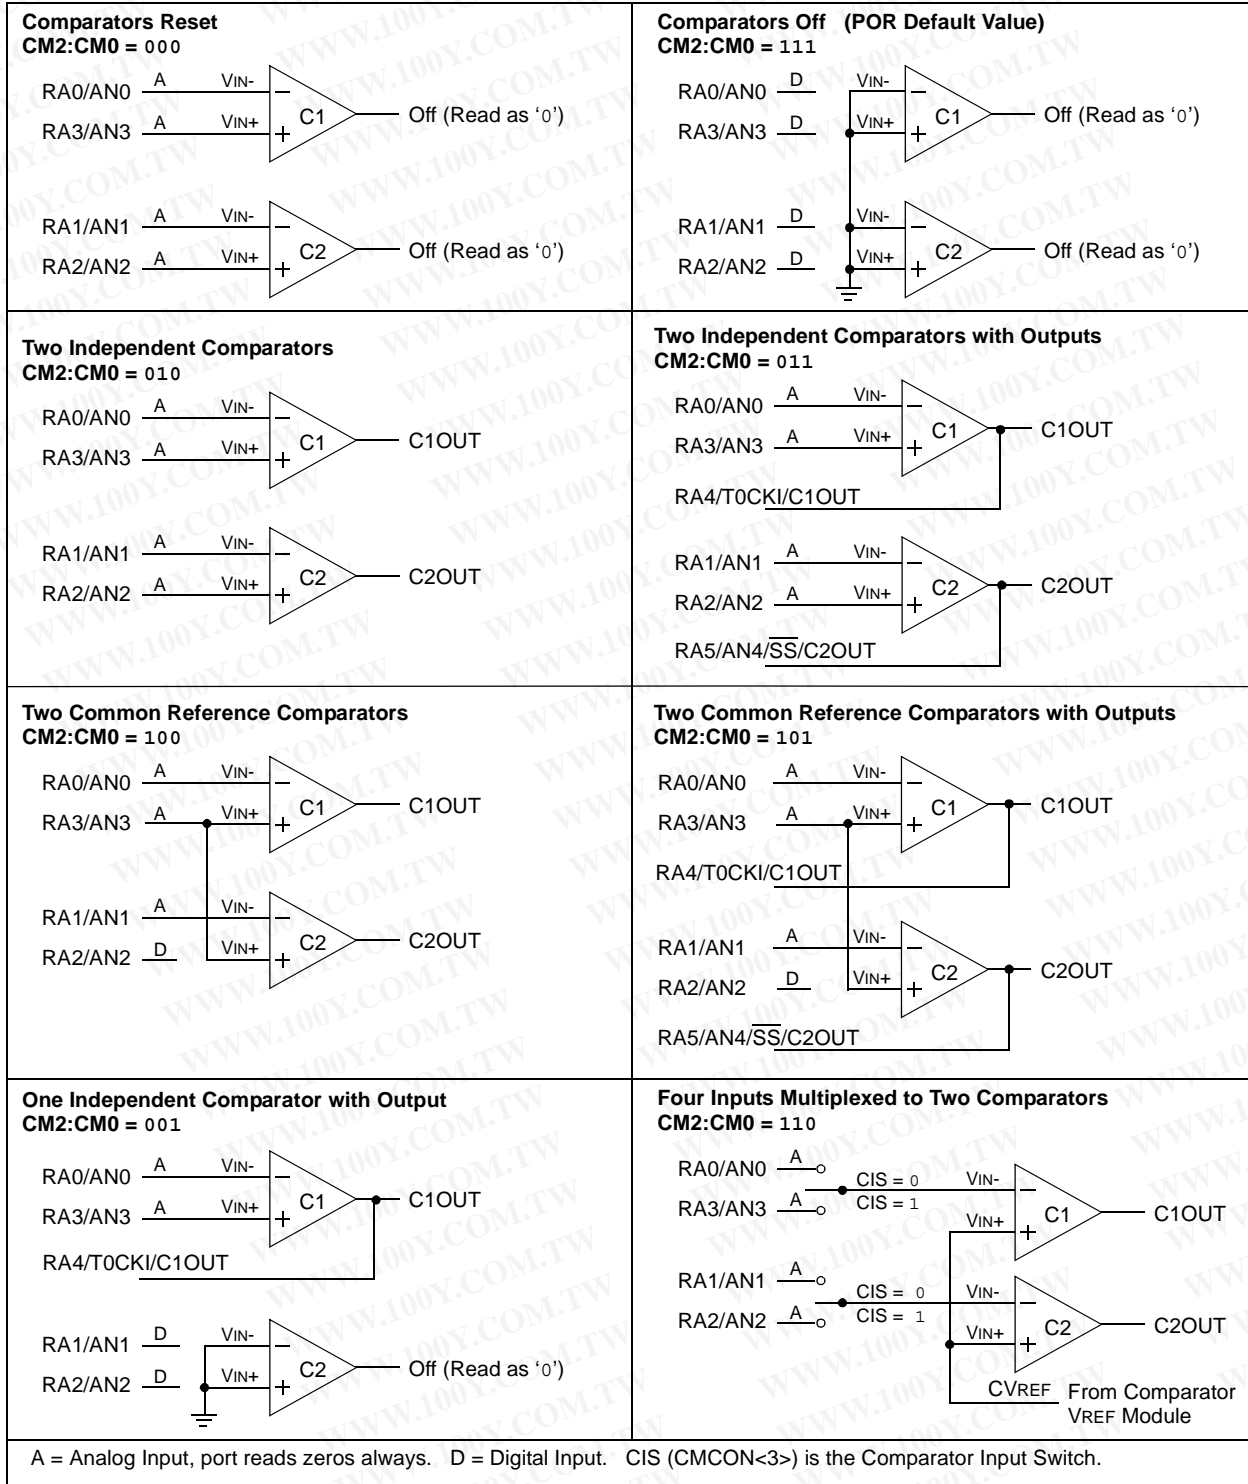 Comparators Reset
CM2:CM0 = 000
RA0/AN0 A VIN-
RA3/AN3 A VIN+
C1
Off (Read as ‘0’)
RA1/AN1 A VIN-
RA2/AN2 A VIN+
C2
Off (Read as ‘0’)
Comparators Off (POR Default Value)
CM2:CM0 = 111
RA0/AN0 D VIN-
RA3/AN3 D VIN+
C1
Off (Read as ‘0’)
RA1/AN1 D VIN-
RA2/AN2 D VIN+
C2
Off (Read as ‘0’)
Two Independent Comparators
CM2:CM0 = 010
RA0/AN0 A VIN-
RA3/AN3 A VIN+
C1
C1OUT
RA1/AN1 A VIN-
RA2/AN2 A VIN+
C2
C2OUT
Two Independent Comparators with Outputs
CM2:CM0 = 011
RA0/AN0 A VIN-
RA3/AN3 A VIN+
C1
C1OUT
RA4/T0CKI/C1OUT
RA1/AN1 A VIN-
RA2/AN2 A VIN+
C2
C2OUT
RA5/AN4/SS/C2OUT
Two Common Reference Comparators
CM2:CM0 = 100
RA0/AN0 A VIN-
RA3/AN3 A VIN+
C1
C1OUT
RA1/AN1 A VIN-
RA2/AN2 D VIN+
C2
C2OUT
Two Common Reference Comparators with Outputs
CM2:CM0 = 101
RA0/AN0 A VIN-
RA3/AN3 A VIN+
C1
C1OUT
RA4/T0CKI/C1OUT
RA1/AN1 A VIN-
RA2/AN2 D VIN+
C2
C2OUT
RA5/AN4/SS/C2OUT
One Independent Comparator with Output
CM2:CM0 = 001
RA0/AN0 A VIN-
RA3/AN3 A VIN+
C1
C1OUT
RA4/T0CKI/C1OUT
RA1/AN1 D VIN-
RA2/AN2 D VIN+
C2
Off (Read as ‘0’)
Four Inputs Multiplexed to Two Comparators
CM2:CM0 = 110
RA0/AN0 A CIS = 0 VIN-
RA3/AN3 A CIS = 1 VIN+
C1
C1OUT
RA1/AN1 A CIS = 0 VIN-
RA2/AN2 A CIS = 1 VIN+
C2
C2OUT
CVREF From Comparator
VREF Module
A = Analog Input, port reads zeros always. D = Digital Input. CIS (CMCON<3>) is the Comparator Input Switch.
WWW.100Y.COM.TW